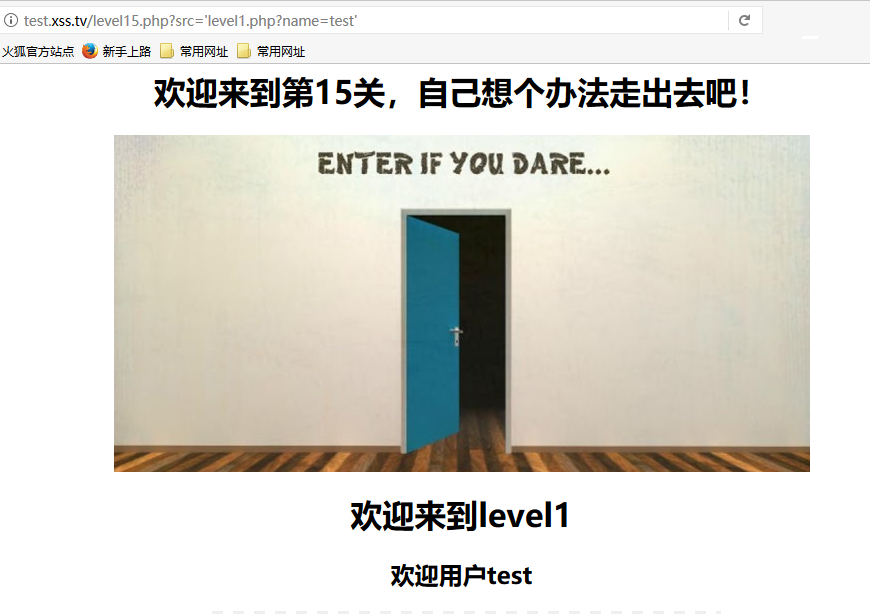 test.xss.tv/level15.php?src='level1.php?name=test'
火狐官方站点 新手上路 常用网址 常用网址
欢迎来到第15关，自己想个办法走出去吧！
ENTER IF YOU DARE...
欢迎来到level1
欢迎用户test